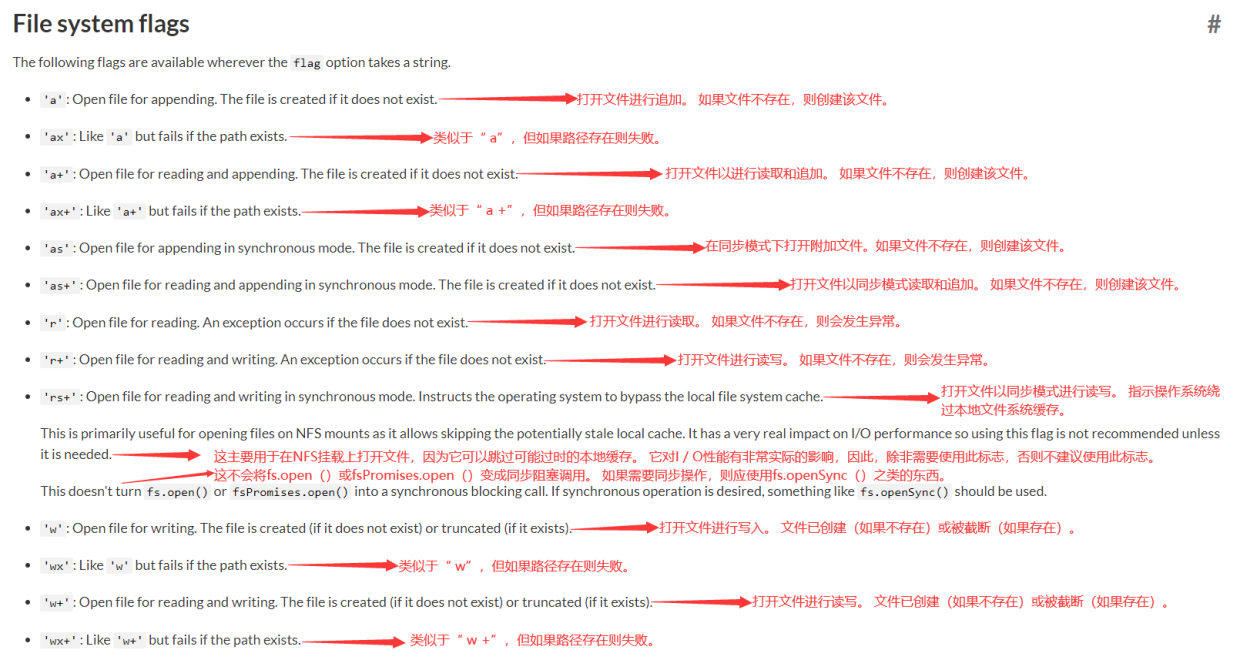 File system flags #
The following flags are available wherever the flag option takes a string.
'a': Open file for appending. The file is created if it does not exist. 打开文件进行追加。 如果文件不存在，则创建该文件。
'ax': Like 'a' but fails if the path exists. 类似于“ a”，但如果路径存在则失败。
'a+': Open file for reading and appending. The file is created if it does not exist. 打开文件以进行读取和追加。 如果文件不存在，则创建该文件。
'ax+': Like 'a+' but fails if the path exists. 类似于“ a +”，但如果路径存在则失败。
'as': Open file for appending in synchronous mode. The file is created if it does not exist. 在同步模式下打开附加文件。如果文件不存在，则创建该文件。
'as+': Open file for reading and appending in synchronous mode. The file is created if it does not exist. 打开文件以同步模式读取和追加。 如果文件不存在，则创建该文件。
'r': Open file for reading. An exception occurs if the file does not exist. 打开文件进行读取。 如果文件不存在，则会发生异常。
'r+': Open file for reading and writing. An exception occurs if the file does not exist. 打开文件进行读写。 如果文件不存在，则会发生异常。
'rs+': Open file for reading and writing in synchronous mode. Instructs the operating system to bypass the local file system cache. 打开文件以同步模式进行读写。 指示操作系统绕
过本地文件系统缓存。
This is primarily useful for opening files on NFS mounts as it allows skipping the potentially stale local cache. It has a very real impact on I/O performance so using this flag is not recommended unless
it is needed. 这主要用于在NFS挂载上打开文件，因为它可以跳过可能过时的本地缓存。 它对I / O性能有非常实际的影响，因此，除非需要使用此标志，否则不建议使用此标志。
这不会将fs.open（）或fsPromises.open（）变成同步阻塞调用。 如果需要同步操作，则应使用fs.openSync（）之类的东西。
This doesn't turn fs.open() or fsPromises.open() into a synchronous blocking call. If synchronous operation is desired, something like fs.openSync() should be used.
'w': Open file for writing. The file is created (if it does not exist) or truncated (if it exists). 打开文件进行写入。 文件已创建（如果不存在）或被截断（如果存在）。
'wx': Like 'w' but fails if the path exists. 类似于“ w”，但如果路径存在则失败。
'w+': Open file for reading and writing. The file is created (if it does not exist) or truncated (if it exists). 打开文件进行读写。 文件已创建（如果不存在）或被截断（如果存在）。
'wx+': Like 'w+' but fails if the path exists. 类似于“ w +”，但如果路径存在则失败。